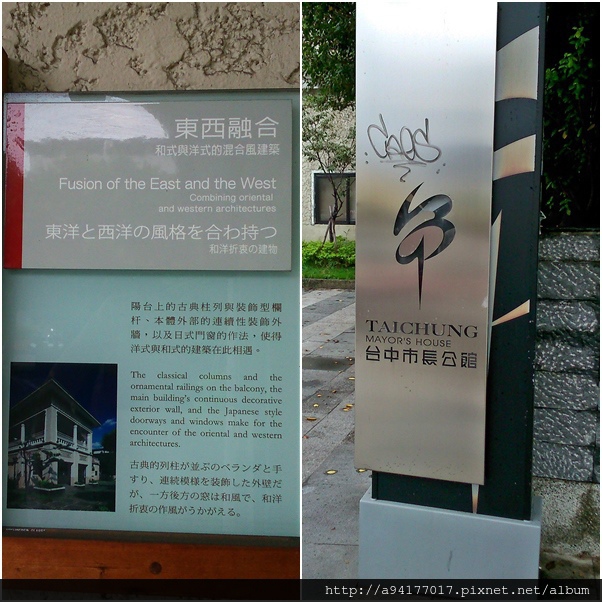 東西融合
和式與洋式的混合風建築
Fusion of the East and the West
Combining oriental
and western architectures
東洋と西洋の風格を合わ持つ
和洋折衷の建物
陽台上的古典柱列與裝飾型欄
杆、本體外部的連續性裝飾外
牆，以及日式門窗的作法，使得
洋式與和式的建築在此相遇。
The classical columns and the
ornamental railings on the balcony, the
main building's continuous decorative
exterior wall, and the Japanese style
doorways and windows make for the
encounter of the oriental and western
architectures.
古典的列柱が並ぶのベランダと手
すり、連続模様を装飾した外壁だ
が、一方後方の窓は和風で、和洋
折衷の作風がうかがえる。
TAICHUNG
MAYOR'S HOUSE
台中市長公館
http://a94177017.pixnet.net/album